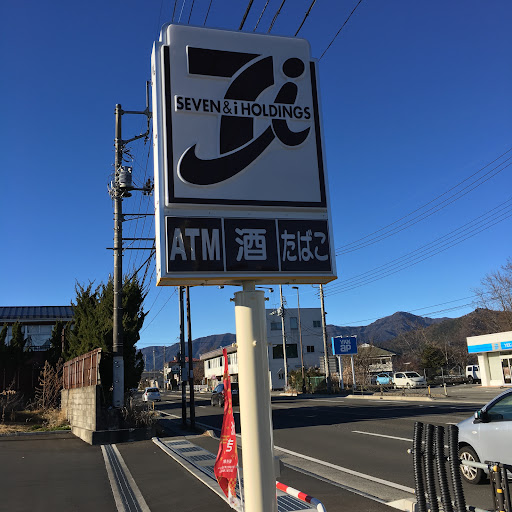 SEVEN & i HOLDINGS
ATM 酒 たばこ